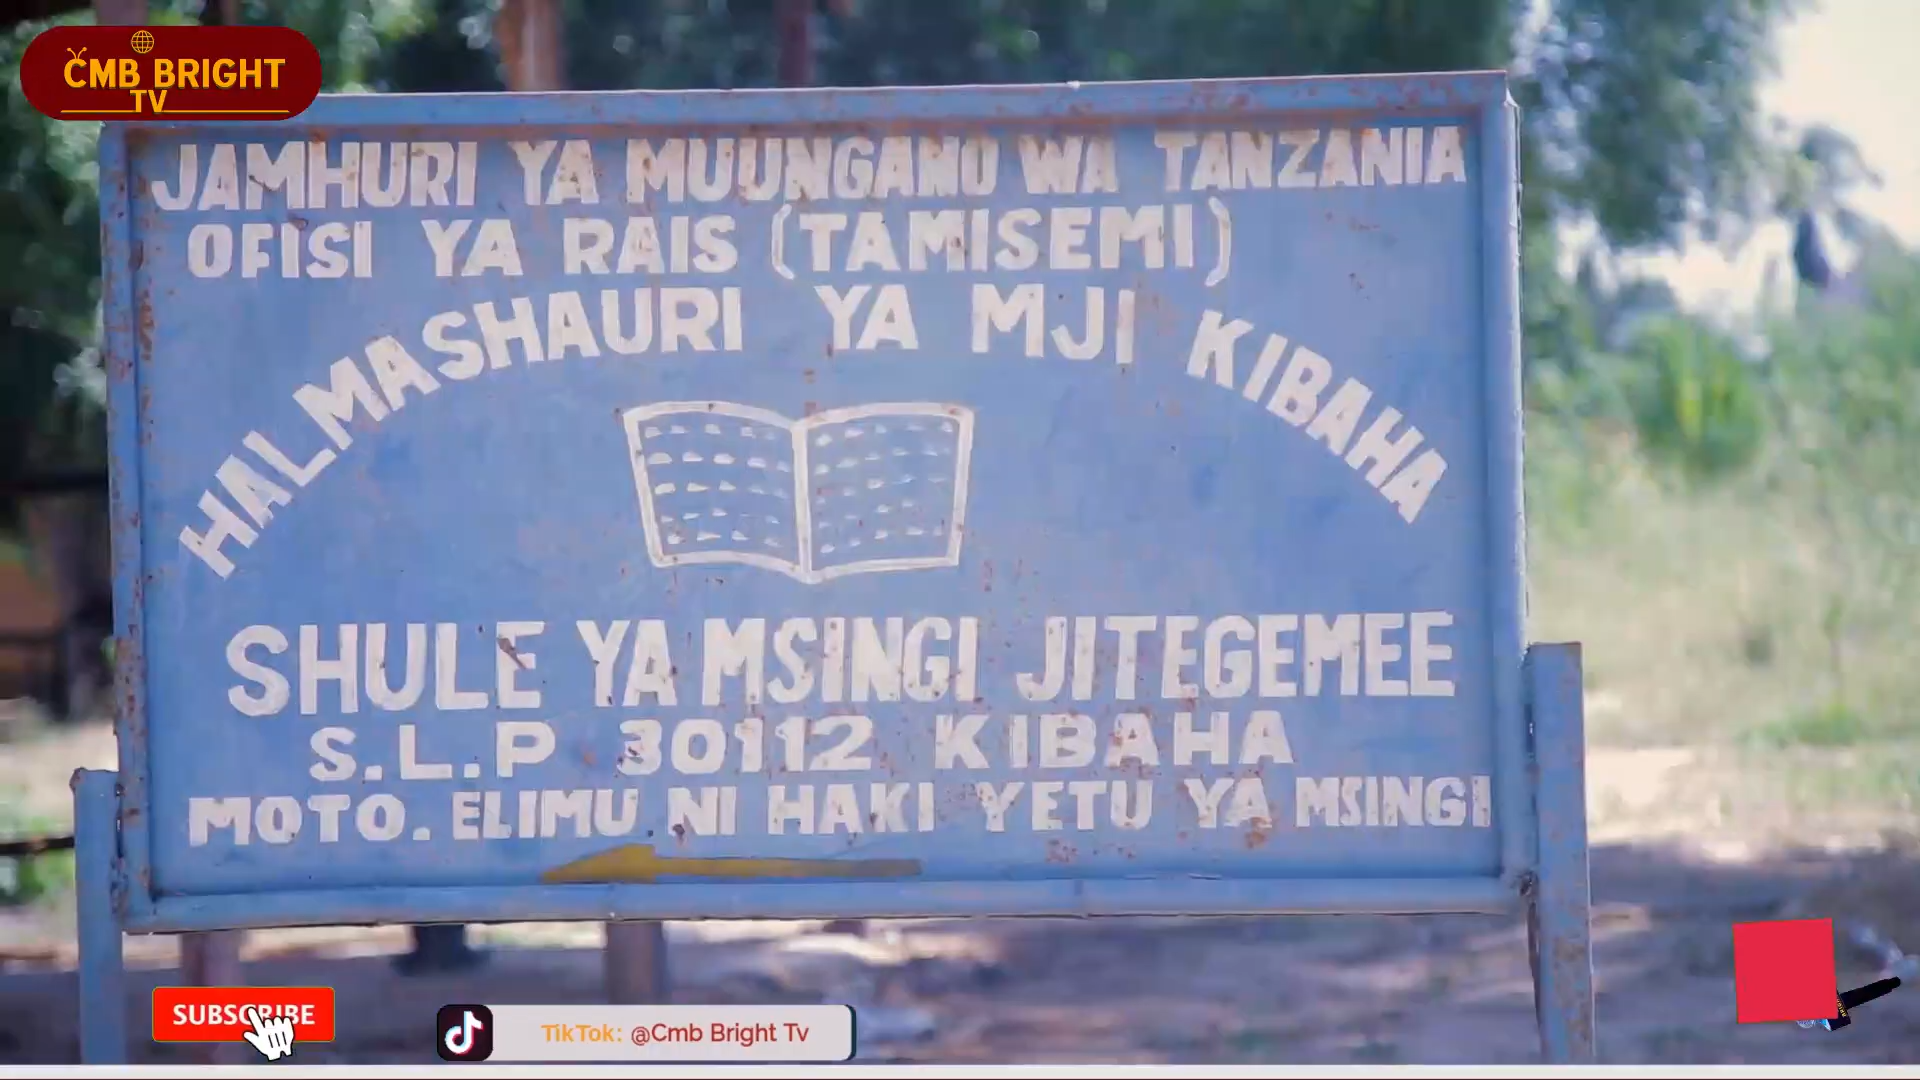 CMB BRIGHT
TV
JAMHURI YA MUUNGANO WA TANZANIA
OFISI YA RAIS (TAMISEMI)
HALMASHAURI YA MJI KIBAHA
SHULE YA MSINGI JITEGEMEE
S.L.P 30112 KIBAHA
MOTO. ELIMU NI HAKI YETU YA MSINGI
SUBSCRIBE
TikTok: @Cmb Bright Tv